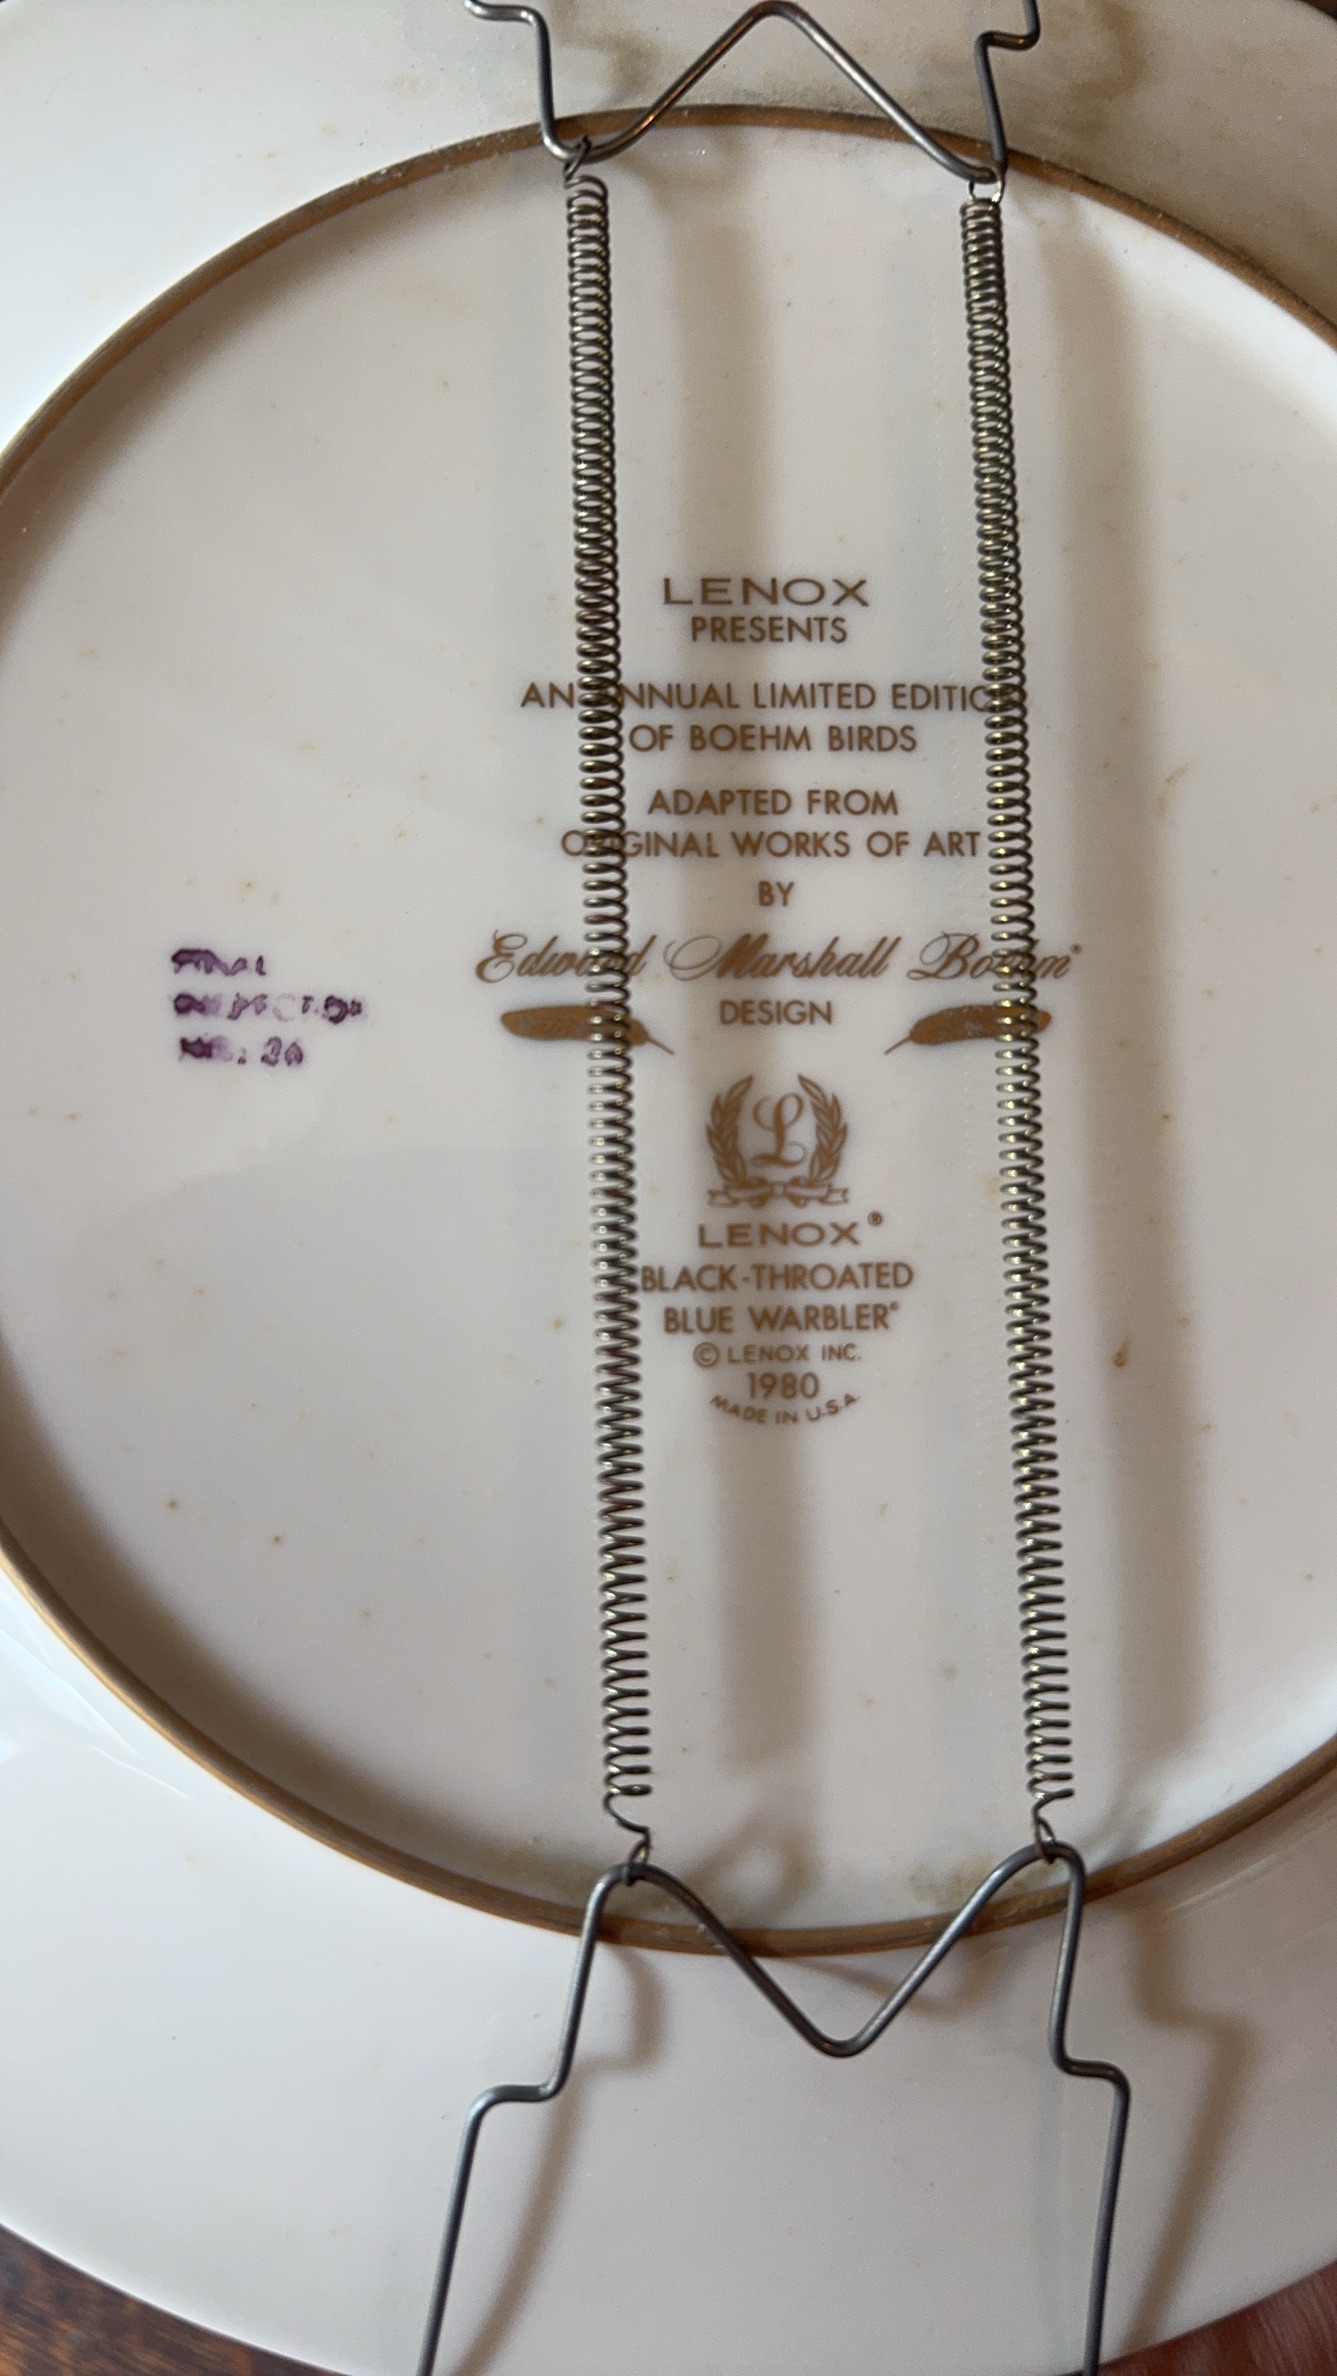 LENOX
PRESENTS
AN ANNUAL LIMITED EDITION
OF BOEHM BIRDS
ADAPTED FROM
ORIGINAL WORKS OF ART
BY
Edward Marshall Boehm®
DESIGN
FINAL
L
LENOX®
BLACK-THROATED
BLUE WARBLER®
© LENOX INC.
1980
MADE IN U.S.A.